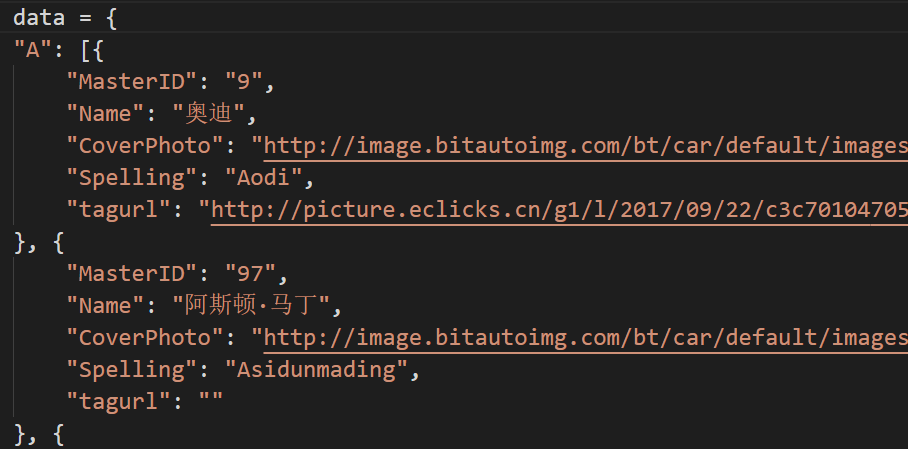 data = {
"A": [{
"MasterID": "9",
"Name": "奥迪",
"CoverPhoto": "http://image.bitautoimg.com/bt/car/default/images
"Spelling": "Aodi",
"tagurl": "http://picture.eclicks.cn/g1/l/2017/09/22/c3c70104705
}, {
"MasterID": "97",
"Name": "阿斯顿·马丁",
"CoverPhoto": "http://image.bitautoimg.com/bt/car/default/images
"Spelling": "Asidunmading",
"tagurl": ""
}, {